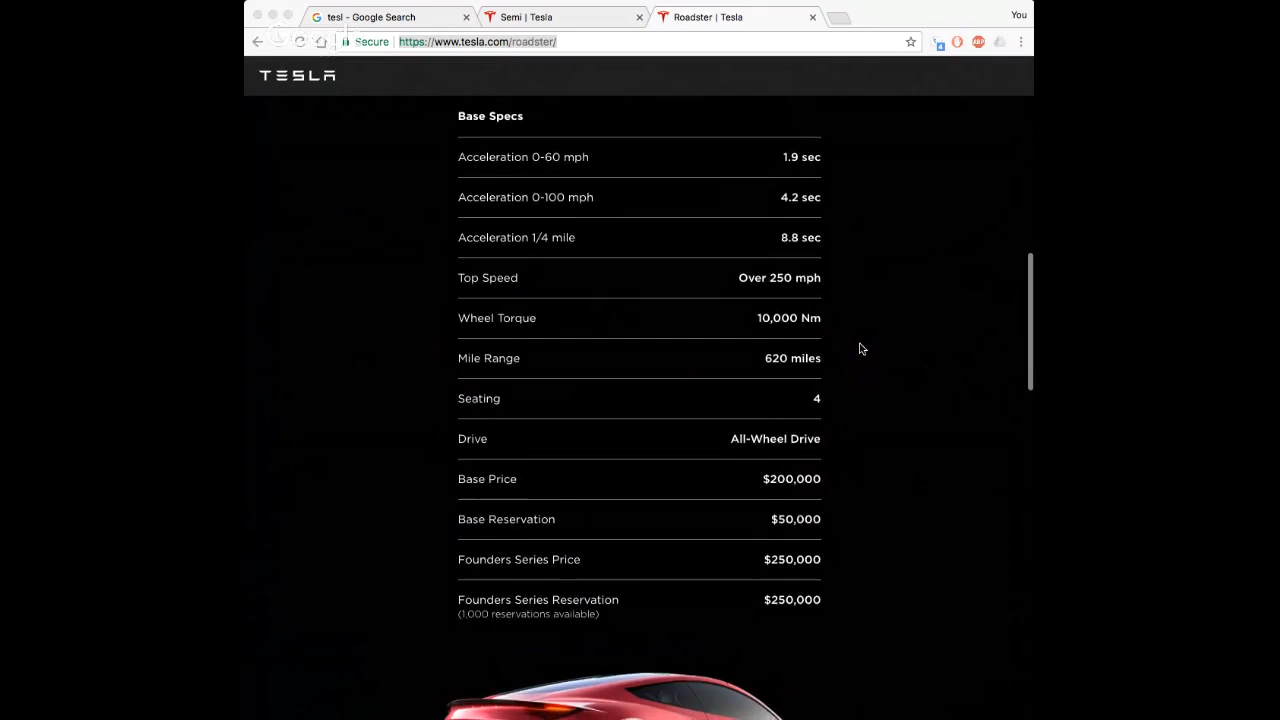 tesl - Google Search
Semi | Tesla
Roadster | Tesla
You
Secure
https://www.tesla.com/roadster/
4
ABP
TESLA
Base Specs
Acceleration 0-60 mph 1.9 sec
Acceleration 0-100 mph 4.2 sec
Acceleration 1/4 mile 8.8 sec
Top Speed Over 250 mph
Wheel Torque 10,000 Nm
Mile Range 620 miles
Seating 4
Drive All-Wheel Drive
Base Price $200,000
Base Reservation $50,000
Founders Series Price $250,000
Founders Series Reservation $250,000
(1,000 reservations available)